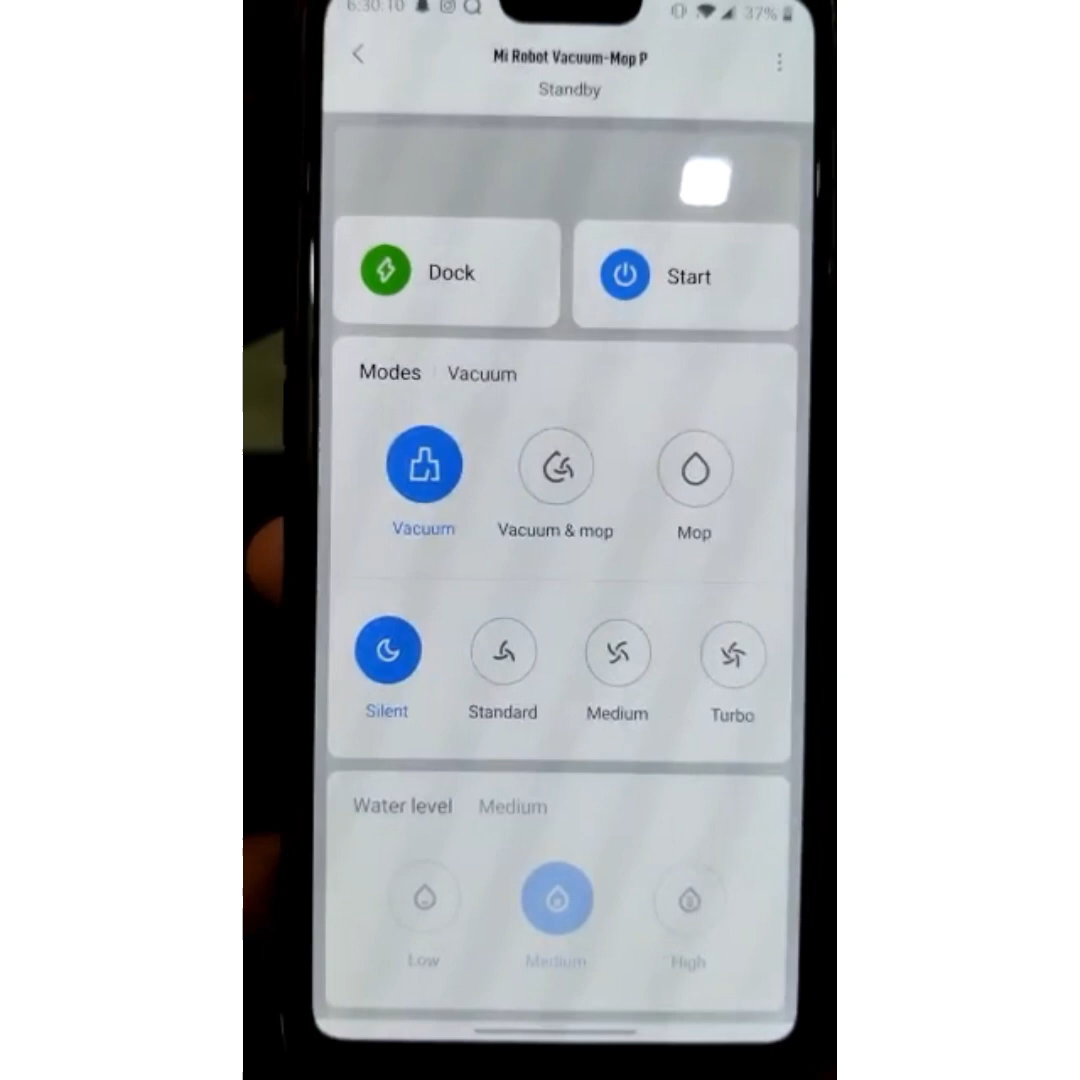 6:30:10 37%
Mi Robot Vacuum-Mop P
Standby
Dock Start
Modes Vacuum
Vacuum Vacuum & mop Mop
Silent Standard Medium Turbo
Water level Medium
Low Medium High